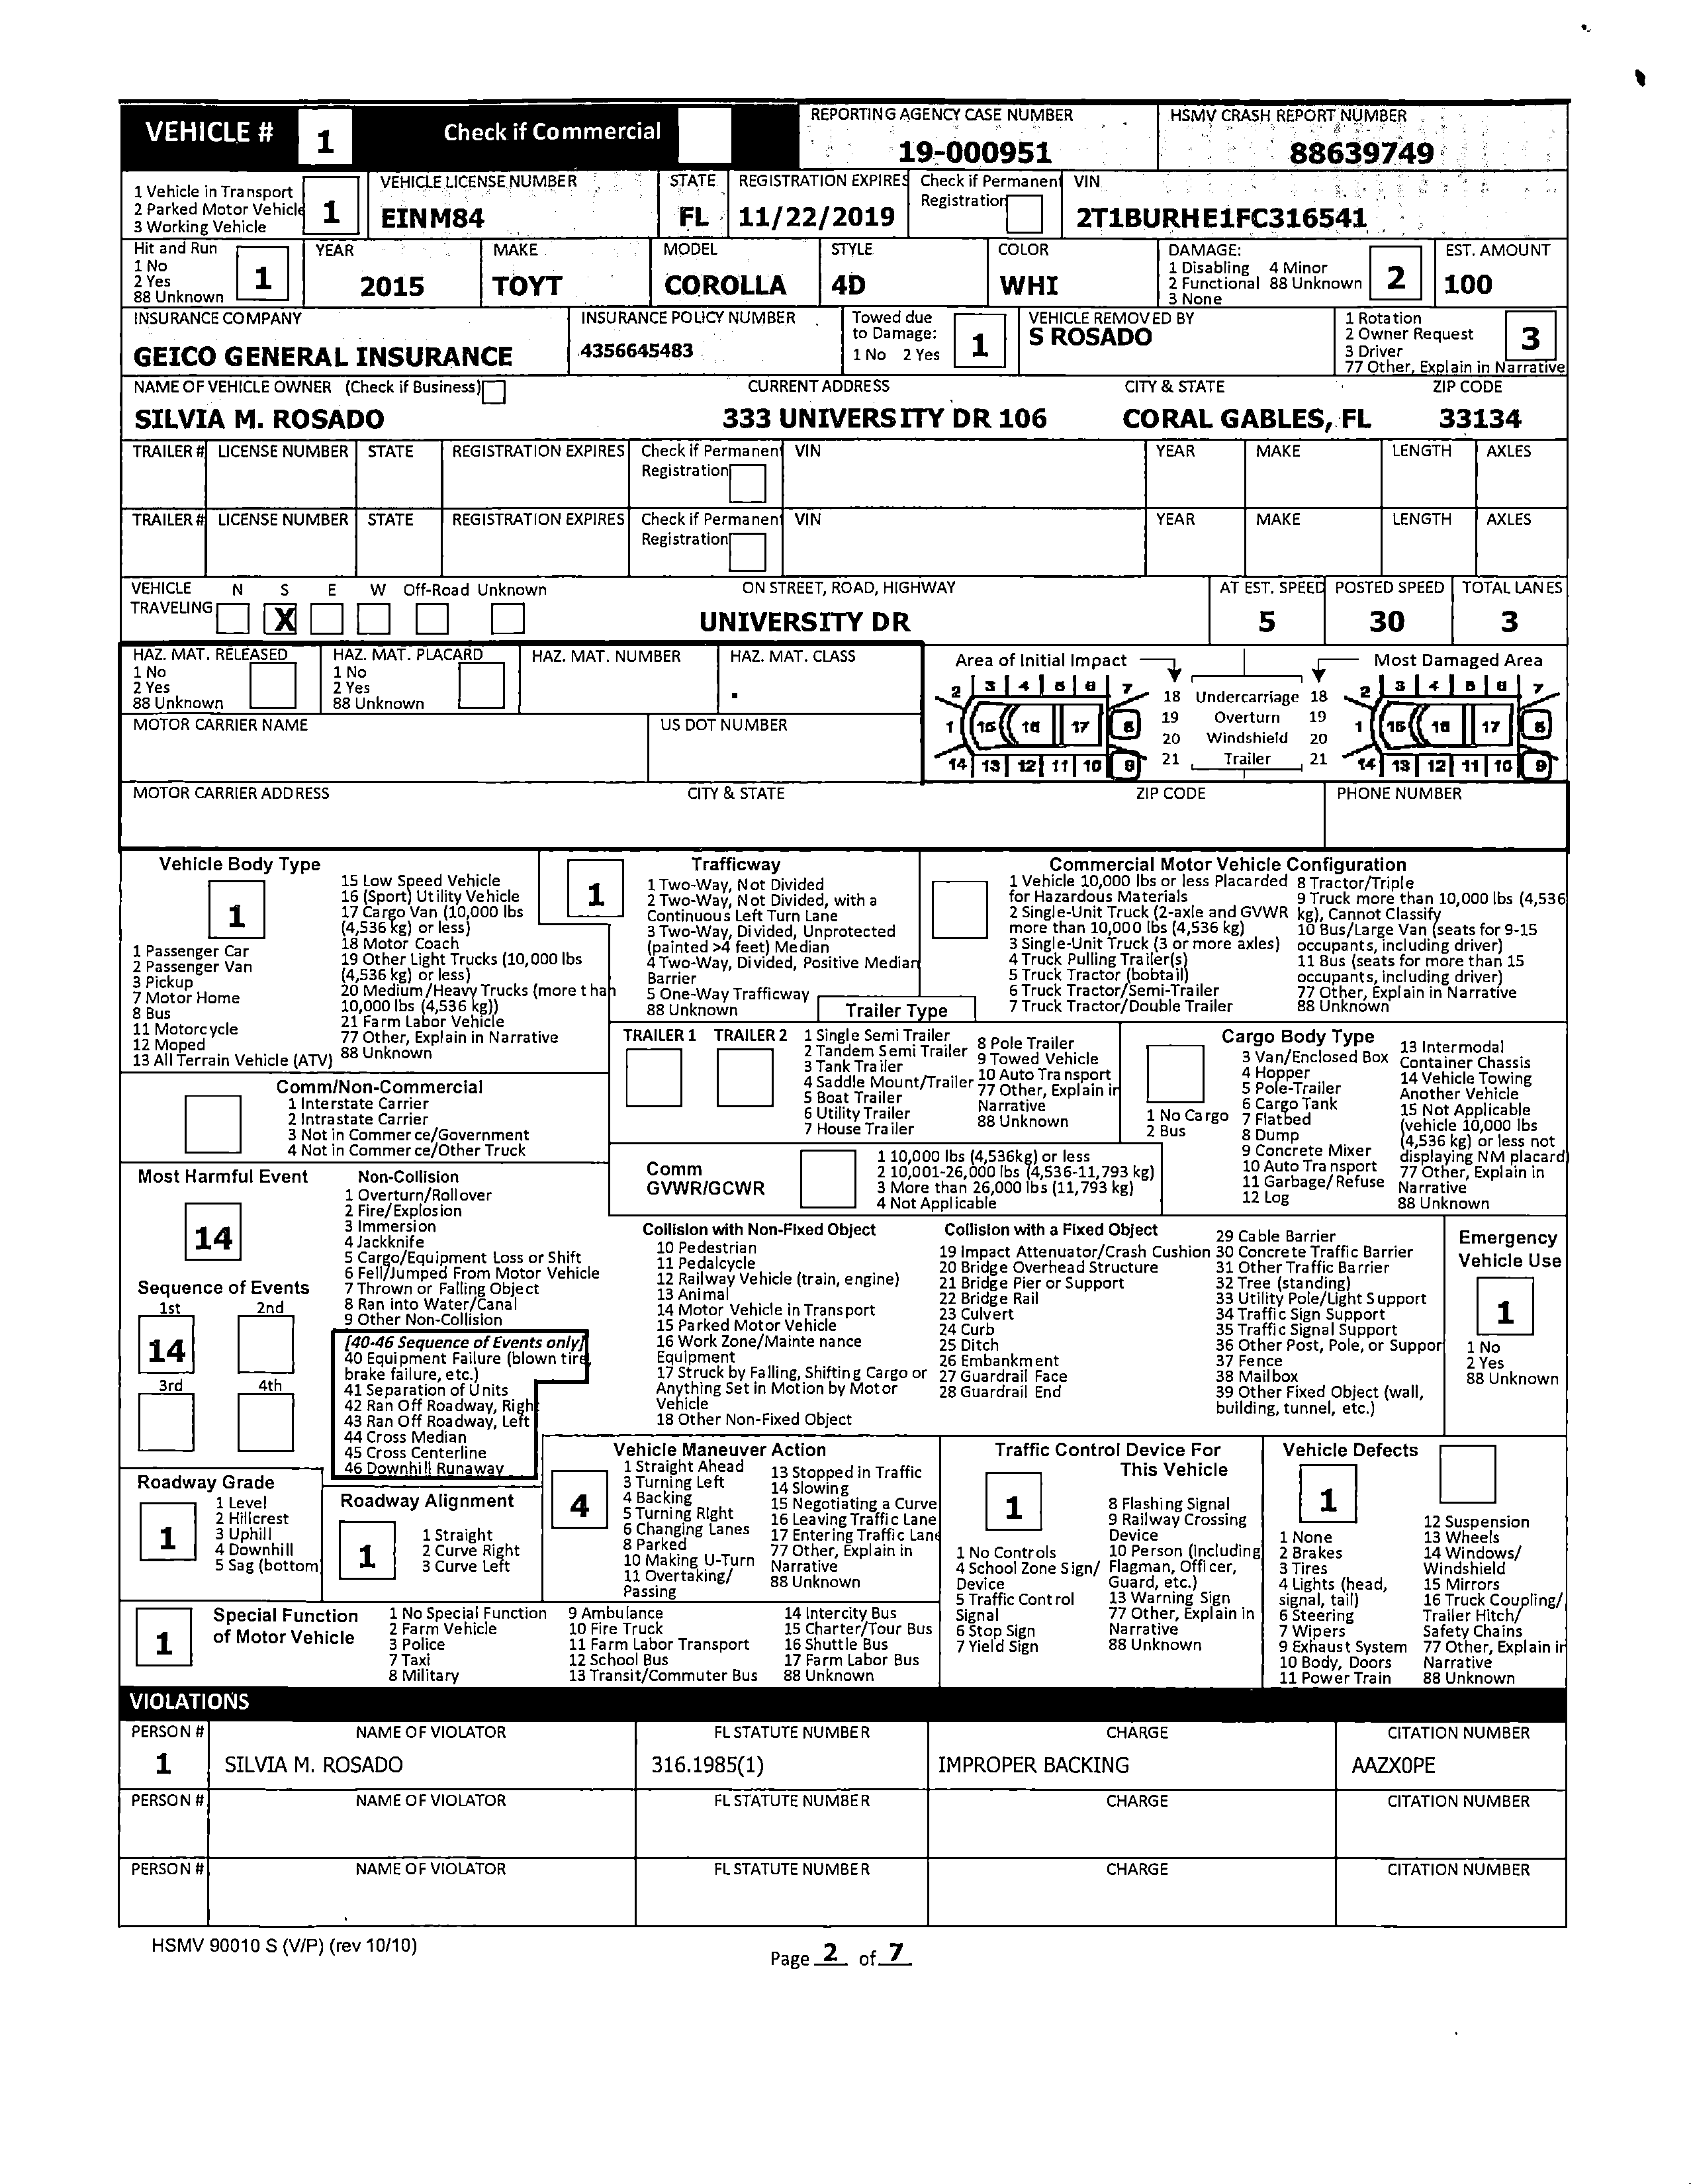 VEHICLE # 1 Check if Commercial REPORTING AGENCY CASE NUMBER HSMV CRASH REPORT NUMBER
19-000951 88639749
1 Vehicle in Transport
2 Parked Motor Vehicle
3 Working Vehicle
1
VEHICLE LICENSE NUMBER STATE REGISTRATION EXPIRES Check if Permanent Registration VIN
EINM84 FL 11/22/2019 2T1BURHE1FC316541
Hit and Run
1 No
2 Yes
88 Unknown
1
YEAR MAKE MODEL STYLE COLOR
2015 TOYT COROLLA 4D WHI
DAMAGE:
1 Disabling 4 Minor
2 Functional 88 Unknown
3 None
2
EST. AMOUNT
100
INSURANCE COMPANY INSURANCE POLICY NUMBER
GEICO GENERAL INSURANCE 4356645483
Towed due
to Damage:
1 No 2 Yes
1
VEHICLE REMOVED BY
S ROSADO
1 Rotation
2 Owner Request
3 Driver
77 Other, Explain in Narrative
3
NAME OF VEHICLE OWNER (Check if Business) CURRENT ADDRESS CITY & STATE ZIP CODE
SILVIA M. ROSADO 333 UNIVERSITY DR 106 CORAL GABLES, FL 33134
TRAILER # LICENSE NUMBER STATE REGISTRATION EXPIRES Check if Permanent VIN YEAR MAKE LENGTH AXLES
Registration
TRAILER # LICENSE NUMBER STATE REGISTRATION EXPIRES Check if Permanent VIN YEAR MAKE LENGTH AXLES
Registration
VEHICLE N S E W Off-Road Unknown ON STREET, ROAD, HIGHWAY AT EST. SPEED POSTED SPEED TOTAL LANES
TRAVELING X UNIVERSITY DR 5 30 3
HAZ. MAT. RELEASED
1 No
2 Yes
88 Unknown
HAZ. MAT. PLACARD
1 No
2 Yes
88 Unknown
HAZ. MAT. NUMBER HAZ. MAT. CLASS
MOTOR CARRIER NAME US DOT NUMBER
Area of Initial Impact Most Damaged Area
2 3 4 5 6 7
1 15 16 17 8
14 13 12 11 10 9
18 Undercarriage 18
19 Overturn 19
20 Windshield 20
21 Trailer 21
2 3 4 5 6 7
1 15 16 17 8
14 13 12 11 10 9
MOTOR CARRIER ADDRESS CITY & STATE ZIP CODE PHONE NUMBER
Vehicle Body Type
1
1 Passenger Car
2 Passenger Van
3 Pickup
7 Motor Home
8 Bus
11 Motorcycle
12 Moped
13 All Terrain Vehicle (ATV)
15 Low Speed Vehicle
16 (Sport) Utility Vehicle
17 Cargo Van (10,000 lbs
(4,536 kg) or less)
18 Motor Coach
19 Other Light Trucks (10,000 lbs
(4,536 kg) or less)
20 Medium/Heavy Trucks (more than
10,000 lbs (4,536 kg))
21 Farm Labor Vehicle
77 Other, Explain in Narrative
88 Unknown
1
Trafficway
1 Two-Way, Not Divided
2 Two-Way, Not Divided, with a
Continuous Left Turn Lane
3 Two-Way, Divided, Unprotected
(painted >4 feet) Median
4 Two-Way, Divided, Positive Median
Barrier
5 One-Way Trafficway
88 Unknown
Commercial Motor Vehicle Configuration
1 Vehicle 10,000 lbs or less Placarded
for Hazardous Materials
2 Single-Unit Truck (2-axle and GVWR
more than 10,000 lbs (4,536 kg)
3 Single-Unit Truck (3 or more axles)
4 Truck Pulling Trailer(s)
5 Truck Tractor (bobtail)
6 Truck Tractor/Semi-Trailer
7 Truck Tractor/Double Trailer
8 Tractor/Triple
9 Truck more than 10,000 lbs (4,536
kg), Cannot Classify
10 Bus/Large Van (seats for 9-15
occupants, including driver)
11 Bus (seats for more than 15
occupants, including driver)
77 Other, Explain in Narrative
88 Unknown
Trailer Type
TRAILER 1 TRAILER 2
1 Single Semi Trailer
2 Tandem Semi Trailer
3 Tank Trailer
4 Saddle Mount/Trailer
5 Boat Trailer
6 Utility Trailer
7 House Trailer
8 Pole Trailer
9 Towed Vehicle
10 Auto Transport
77 Other, Explain in
Narrative
88 Unknown
Cargo Body Type
1 No Cargo
2 Bus
3 Van/Enclosed Box
4 Hopper
5 Pole-Trailer
6 Cargo Tank
7 Flatbed
8 Dump
9 Concrete Mixer
10 Auto Transport
11 Garbage/Refuse
12 Log
13 Intermodal
Container Chassis
14 Vehicle Towing
Another Vehicle
15 Not Applicable
(vehicle 10,000 lbs
(4,536 kg) or less not
displaying NM placard)
77 Other, Explain in
Narrative
88 Unknown
Comm/Non-Commercial
1 Interstate Carrier
2 Intrastate Carrier
3 Not in Commerce/Government
4 Not in Commerce/Other Truck
Comm
GVWR/GCWR
1 10,000 lbs (4,536kg) or less
2 10,001-26,000 lbs (4,536-11,793 kg)
3 More than 26,000 lbs (11,793 kg)
4 Not Applicable
Most Harmful Event
14
Sequence of Events
1st 2nd
14
3rd 4th
Non-Collision
1 Overturn/Rollover
2 Fire/Explosion
3 Immersion
4 Jackknife
5 Cargo/Equipment Loss or Shift
6 Fell/Jumped From Motor Vehicle
7 Thrown or Falling Object
8 Ran into Water/Canal
9 Other Non-Collision
[40-46 Sequence of Events only]
40 Equipment Failure (blown tire,
brake failure, etc.)
41 Separation of Units
42 Ran Off Roadway, Righ
43 Ran Off Roadway, Left
44 Cross Median
45 Cross Centerline
46 Downhill Runaway
Collision with Non-Fixed Object
10 Pedestrian
11 Pedalcycle
12 Railway Vehicle (train, engine)
13 Animal
14 Motor Vehicle in Transport
15 Parked Motor Vehicle
16 Work Zone/Maintenance
Equipment
17 Struck by Falling, Shifting Cargo or
Anything Set in Motion by Motor
Vehicle
18 Other Non-Fixed Object
Collision with a Fixed Object
19 Impact Attenuator/Crash Cushion
20 Bridge Overhead Structure
21 Bridge Pier or Support
22 Bridge Rail
23 Culvert
24 Curb
25 Ditch
26 Embankment
27 Guardrail Face
28 Guardrail End
29 Cable Barrier
30 Concrete Traffic Barrier
31 Other Traffic Barrier
32 Tree (standing)
33 Utility Pole/Light Support
34 Traffic Sign Support
35 Traffic Signal Support
36 Other Post, Pole, or Suppor
37 Fence
38 Mailbox
39 Other Fixed Object (wall,
building, tunnel, etc.)
Emergency
Vehicle Use
1
1 No
2 Yes
88 Unknown
Roadway Grade
1
1 Level
2 Hillcrest
3 Uphill
4 Downhill
5 Sag (bottom)
Roadway Alignment
1
1 Straight
2 Curve Right
3 Curve Left
Vehicle Maneuver Action
4
1 Straight Ahead
3 Turning Left
4 Backing
5 Turning Right
6 Changing Lanes
8 Parked
10 Making U-Turn
11 Overtaking/
Passing
13 Stopped in Traffic
14 Slowing
15 Negotiating a Curve
16 Leaving Traffic Lane
17 Entering Traffic Lane
77 Other, Explain in
Narrative
88 Unknown
Traffic Control Device For
This Vehicle
1
1 No Controls
4 School Zone Sign/
Device
5 Traffic Control
Signal
6 Stop Sign
7 Yield Sign
8 Flashing Signal
9 Railway Crossing
Device
10 Person (including
Flagman, Officer,
Guard, etc.)
13 Warning Sign
77 Other, Explain in
Narrative
88 Unknown
Vehicle Defects
1
1 None
2 Brakes
3 Tires
4 Lights (head,
signal, tail)
6 Steering
7 Wipers
9 Exhaust System
10 Body, Doors
11 Power Train
12 Suspension
13 Wheels
14 Windows/
Windshield
15 Mirrors
16 Truck Coupling/
Trailer Hitch/
Safety Chains
77 Other, Explain in
Narrative
88 Unknown
1
Special Function
of Motor Vehicle
1 No Special Function
2 Farm Vehicle
3 Police
7 Taxi
8 Military
9 Ambulance
10 Fire Truck
11 Farm Labor Transport
12 School Bus
13 Transit/Commuter Bus
14 Intercity Bus
15 Charter/Tour Bus
16 Shuttle Bus
17 Farm Labor Bus
88 Unknown
VIOLATIONS
PERSON # NAME OF VIOLATOR FL STATUTE NUMBER CHARGE CITATION NUMBER
1 SILVIA M. ROSADO 316.1985(1) IMPROPER BACKING AAZX0PE
PERSON # NAME OF VIOLATOR FL STATUTE NUMBER CHARGE CITATION NUMBER
PERSON # NAME OF VIOLATOR FL STATUTE NUMBER CHARGE CITATION NUMBER
HSMV 90010 S (V/P) (rev 10/10)
Page 2 of 7